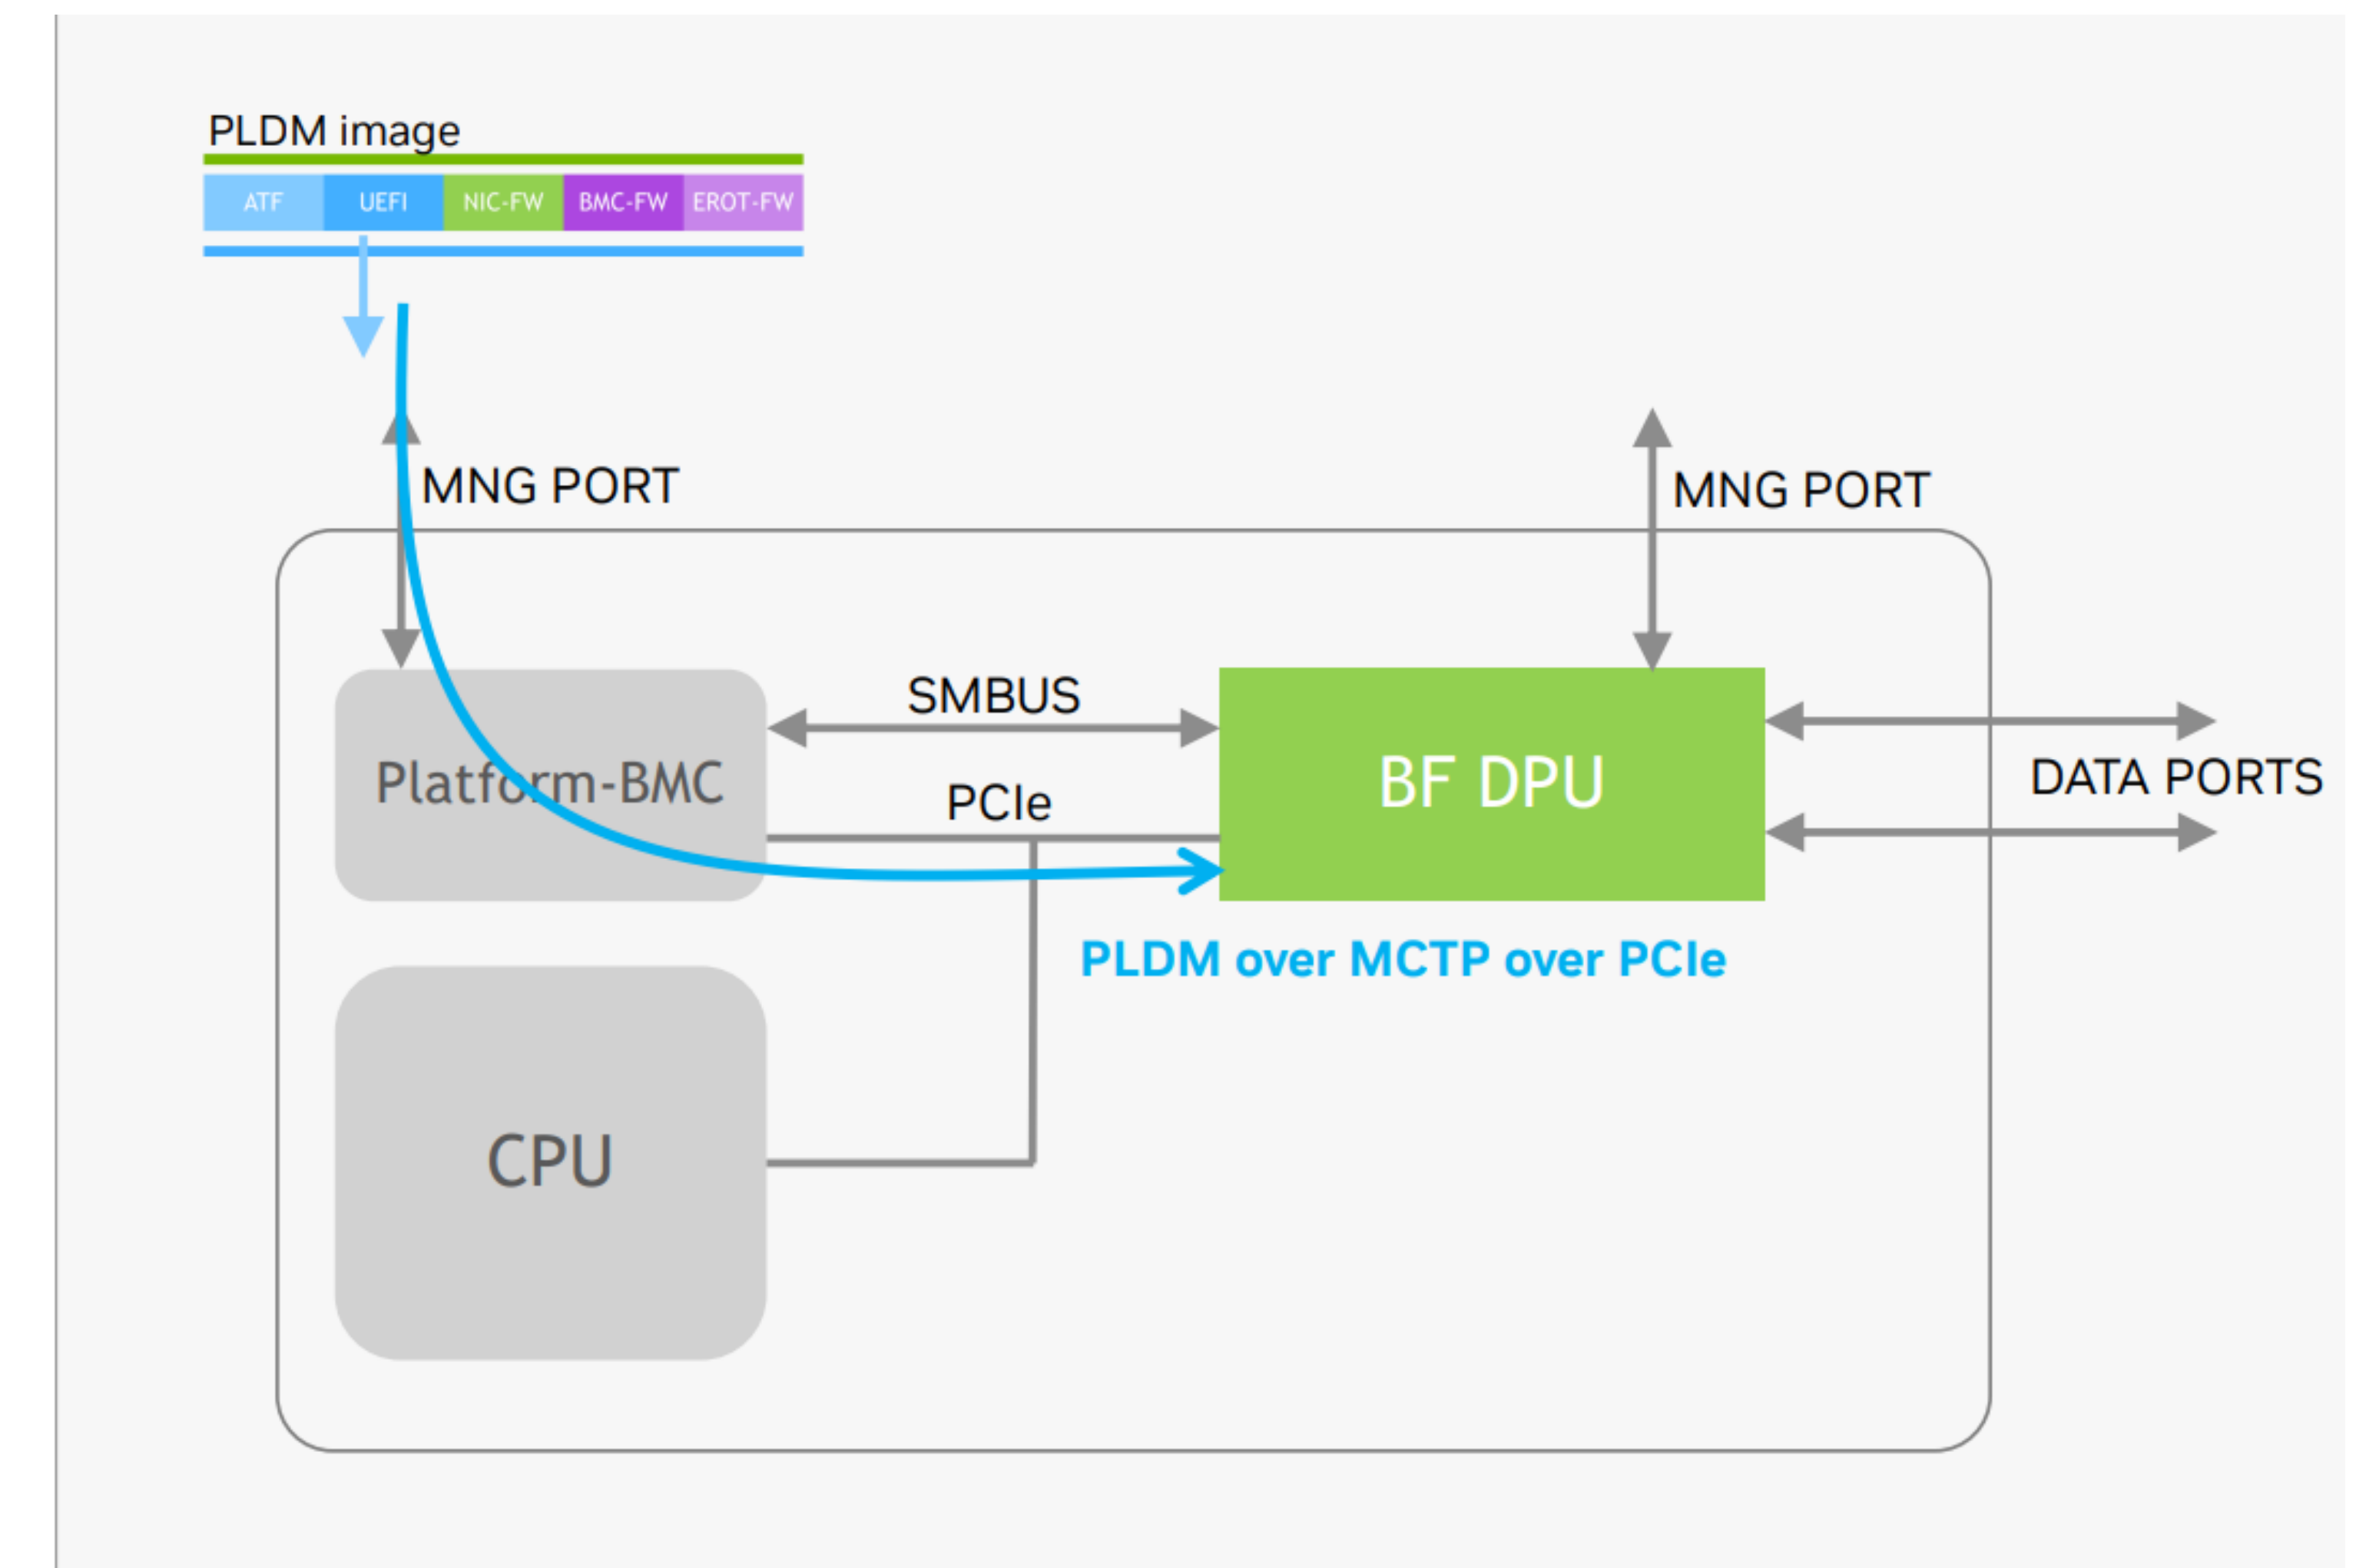 PLDM image
ATF UEFI NIC-FW BMC-FW EROT-FW
MNG PORT
MNG PORT
SMBUS
Platform-BMC
PCIe
BF DPU
DATA PORTS
PLDM over MCTP over PCIe
CPU